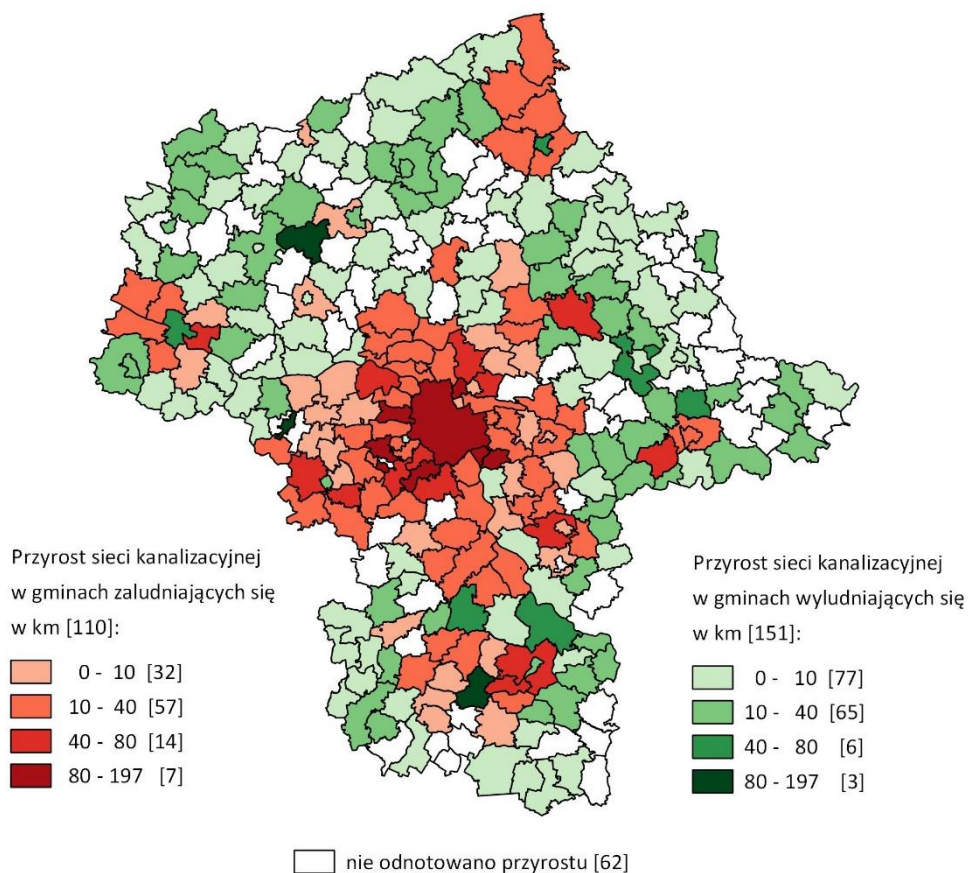 Przyrost sieci kanalizacyjnej
w gminach zaludniających się
w km [110]:
0 - 10 [32]
10 - 40 [57]
40 - 80 [14]
80 - 197 [7]
Przyrost sieci kanalizacyjnej
w gminach wyludniających się
w km [151]:
0 - 10 [77]
10 - 40 [65]
40 - 80 [6]
80 - 197 [3]
nie odnotowano przyrostu [62]